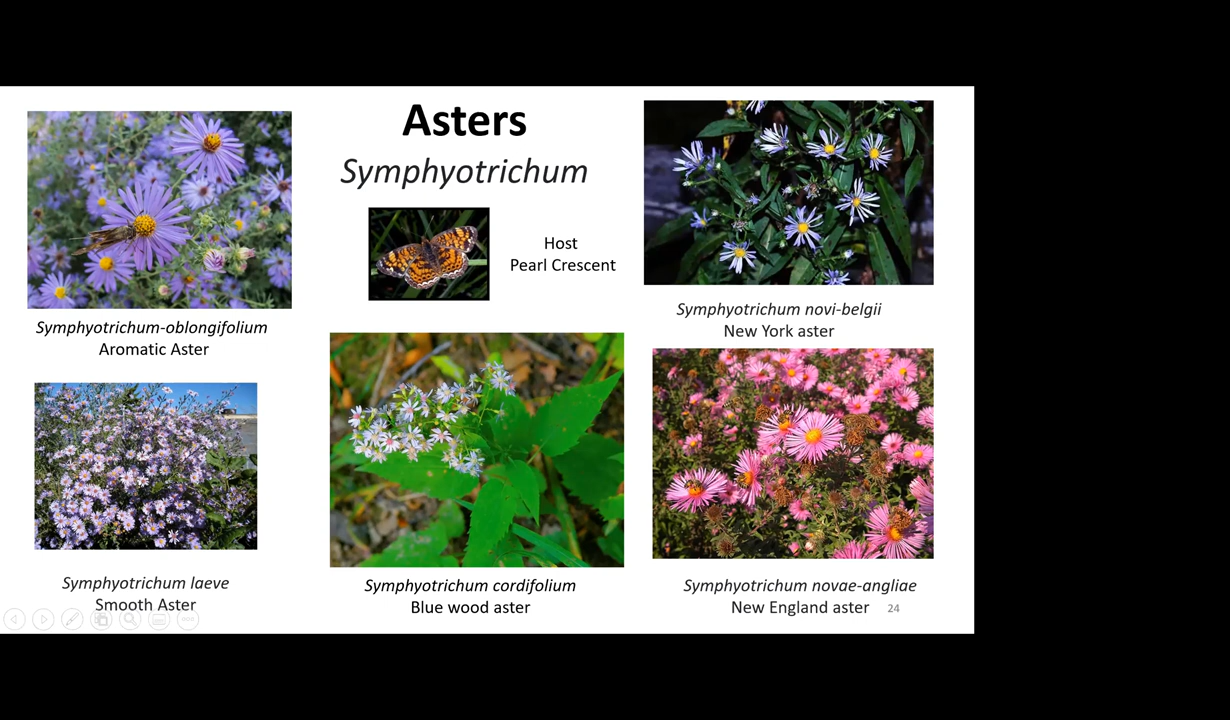 Asters
Symphyotrichum
Host
Pearl Crescent
Symphyotrichum-oblongifolium
Aromatic Aster
Symphyotrichum novi-belgii
New York aster
Symphyotrichum laeve
Smooth Aster
Symphyotrichum cordifolium
Blue wood aster
Symphyotrichum novae-angliae
New England aster
24